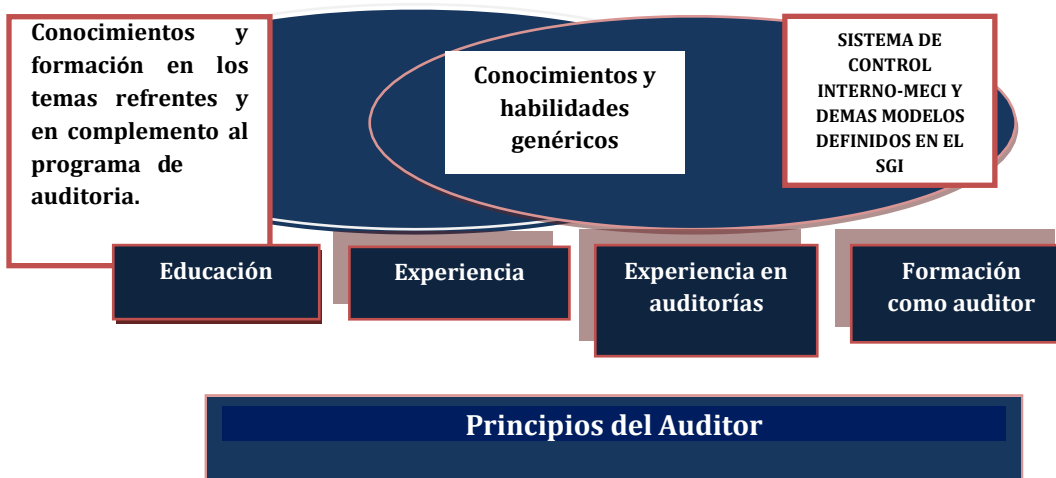 Conocimientos y
formación en los
temas refrentes y
en complemento al
programa de
auditoria.
Conocimientos y
habilidades
genéricos
SISTEMA DE
CONTROL
INTERNO-MECI Y
DEMAS MODELOS
DEFINIDOS EN EL
SGI
Educación
Experiencia
Experiencia en
auditorías
Formación
como auditor
Principios del Auditor